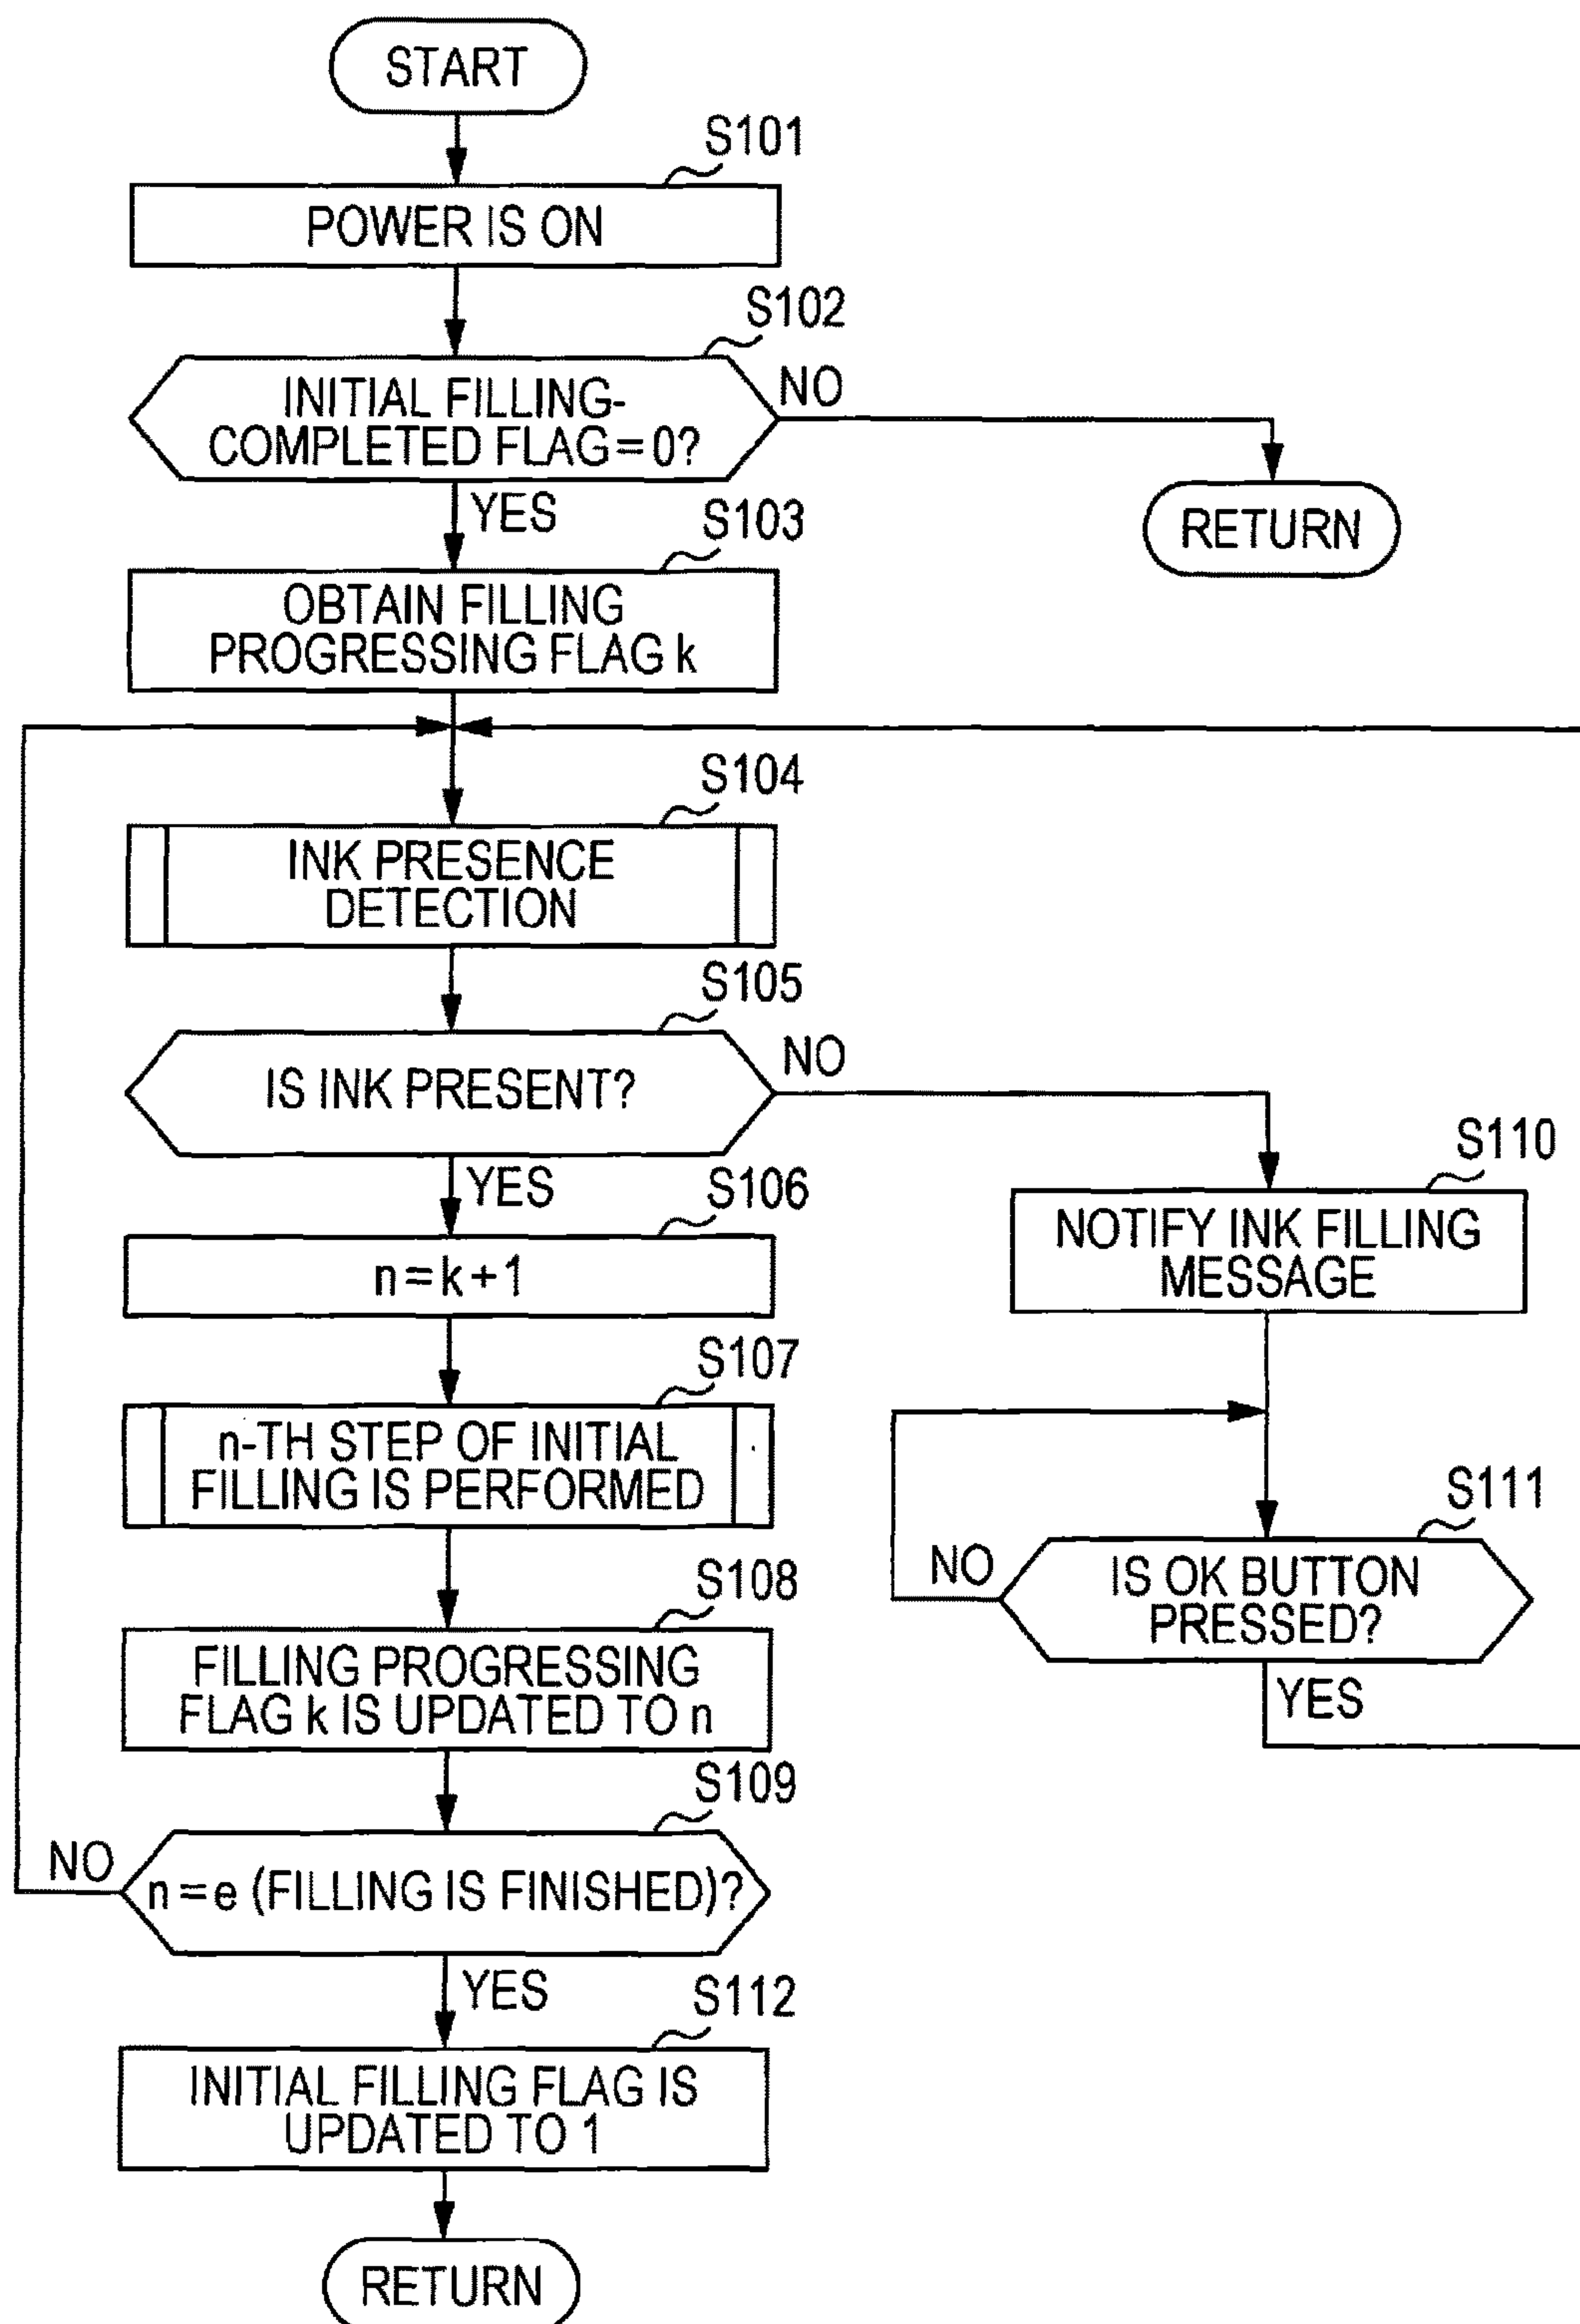 START
S101
POWER IS ON
S102
INITIAL FILLING-
COMPLETED FLAG=0?
NO
RETURN
YES
S103
OBTAIN FILLING
PROGRESSING FLAG k
S104
INK PRESENCE
DETECTION
S105
IS INK PRESENT?
NO
YES
S106
n=k+1
S107
n-TH STEP OF INITIAL
FILLING IS PERFORMED
S108
FILLING PROGRESSING
FLAG k IS UPDATED TO n
S109
NO
n=e (FILLING IS FINISHED)?
YES
S112
INITIAL FILLING FLAG IS
UPDATED TO 1
RETURN
S110
NOTIFY INK FILLING
MESSAGE
S111
NO
IS OK BUTTON
PRESSED?
YES